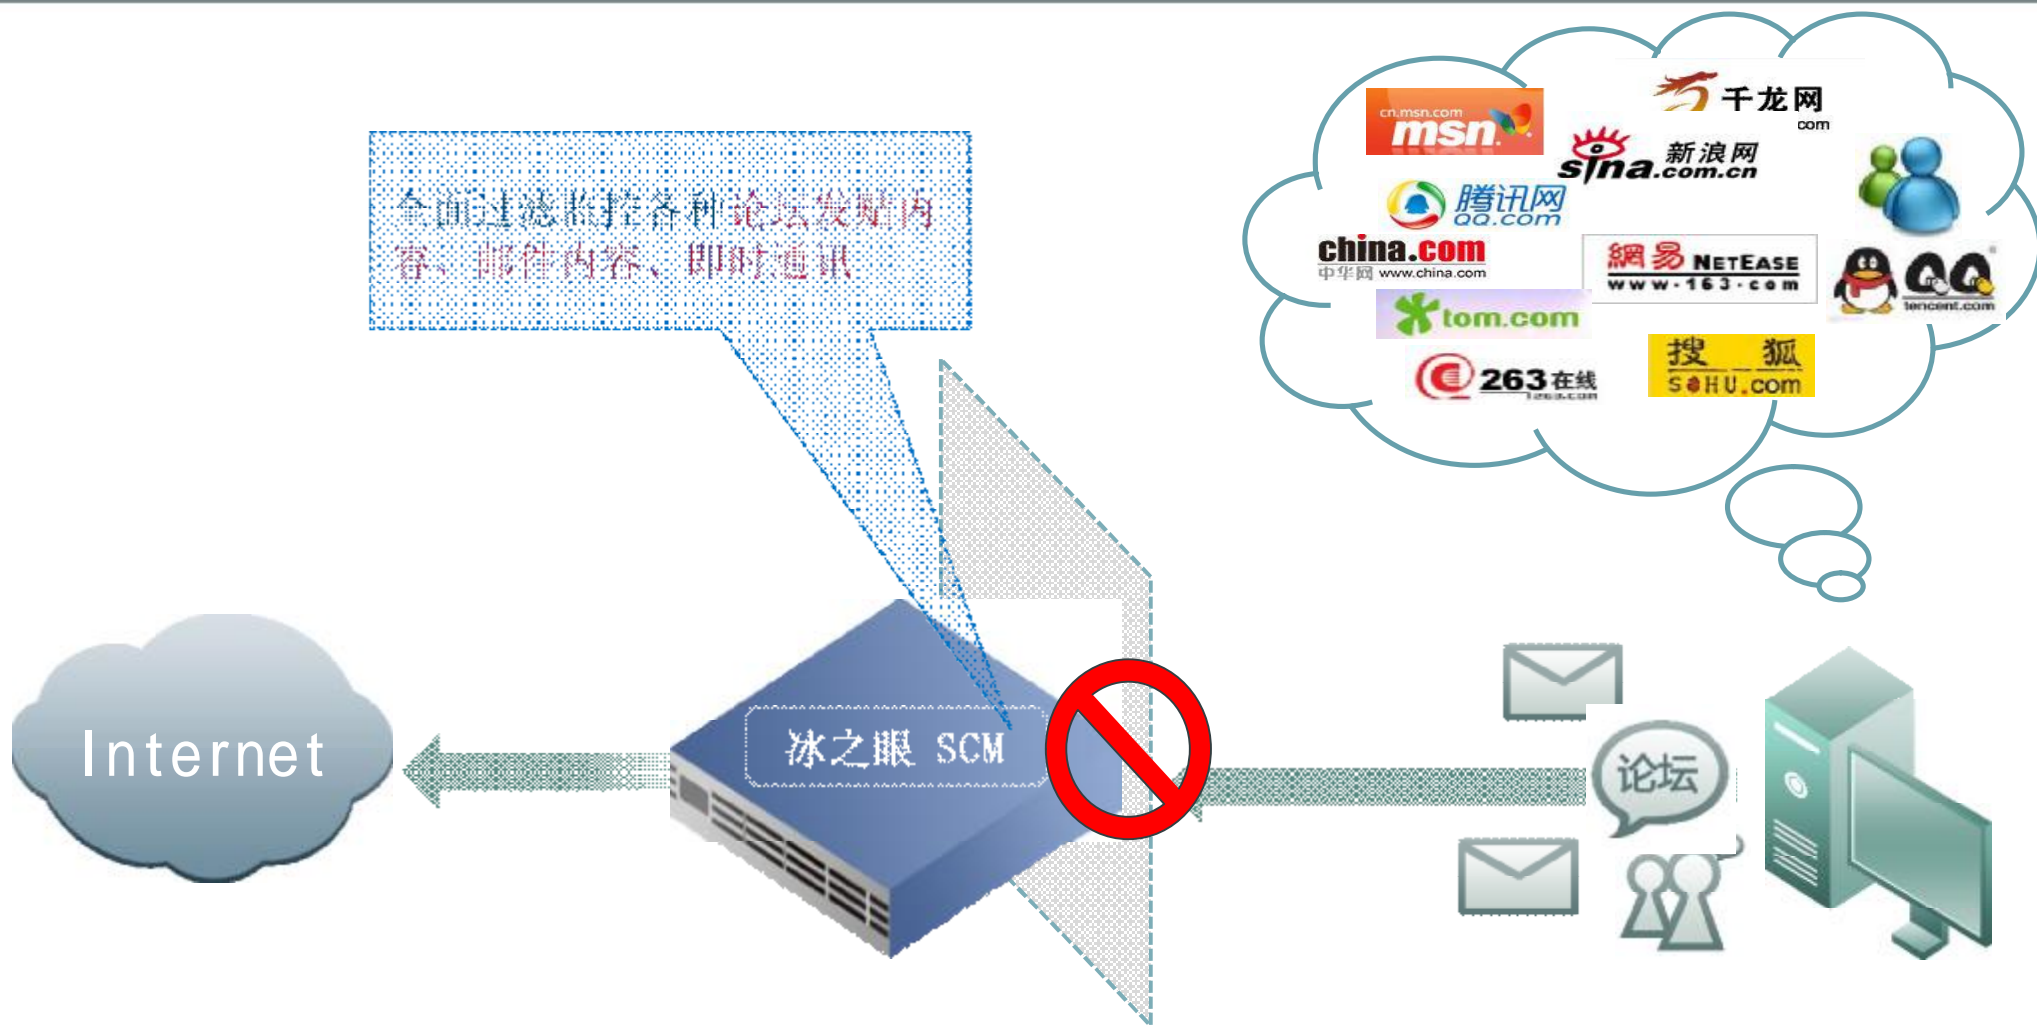 全面过滤监控各种论坛发贴内
容、邮件内容、即时通讯
cn.msn.com
msn
千龙网
com
sina 新浪网
.com.cn
腾讯网
QQ.com
china.com
中华网 www.china.com
網易 NETEASE
www.163.com
QQ
tencent.com
tom.com
263在线
搜狐
SOHU.com
Internet
冰之眼 SCM
论坛